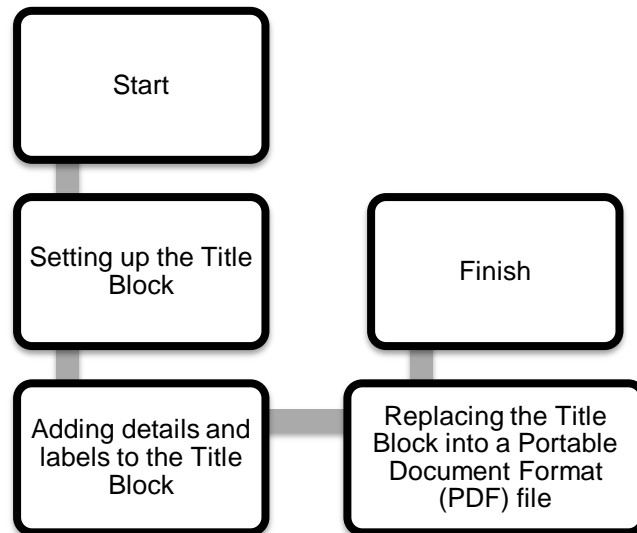 Start
Setting up the Title
Block
Adding details and
labels to the Title
Block
Replacing the Title
Block into a Portable
Document Format
(PDF) file
Finish